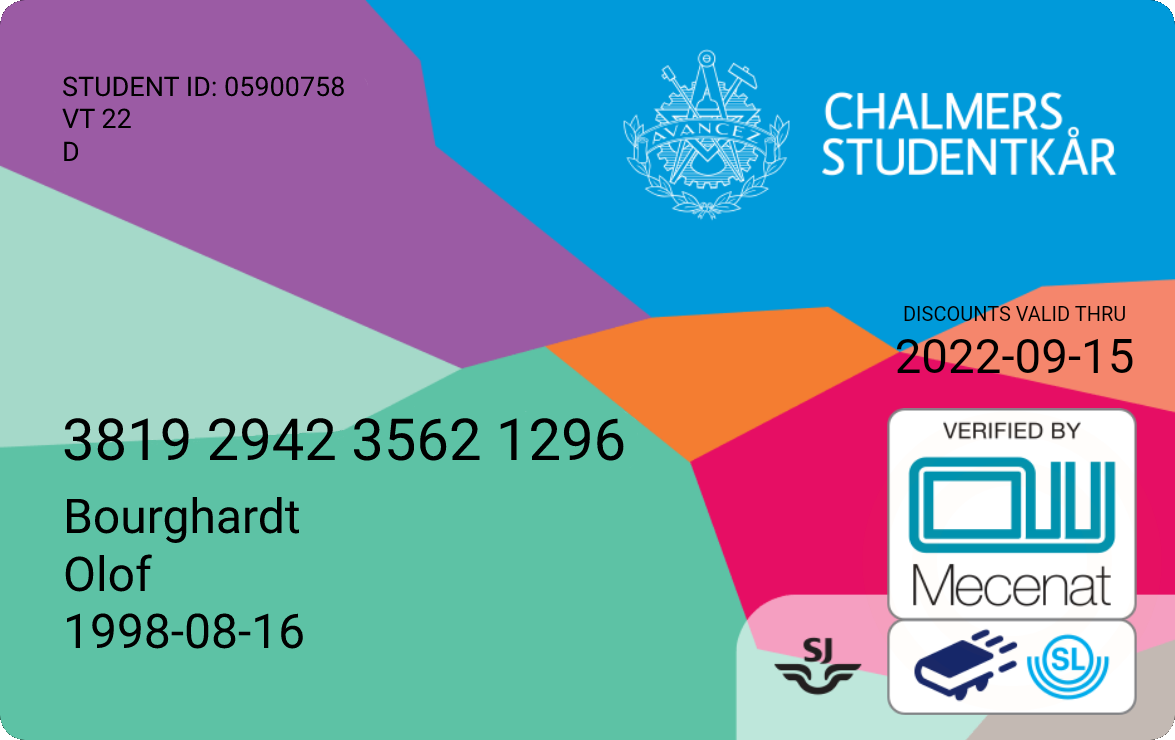 STUDENT ID: 05900758
VT 22
D
AVANCEZ
CHALMERS
STUDENTKÅR
DISCOUNTS VALID THRU
2022-09-15
3819 2942 3562 1296
Bourghardt
Olof
1998-08-16
VERIFIED BY
Mecenat
SJ
SL